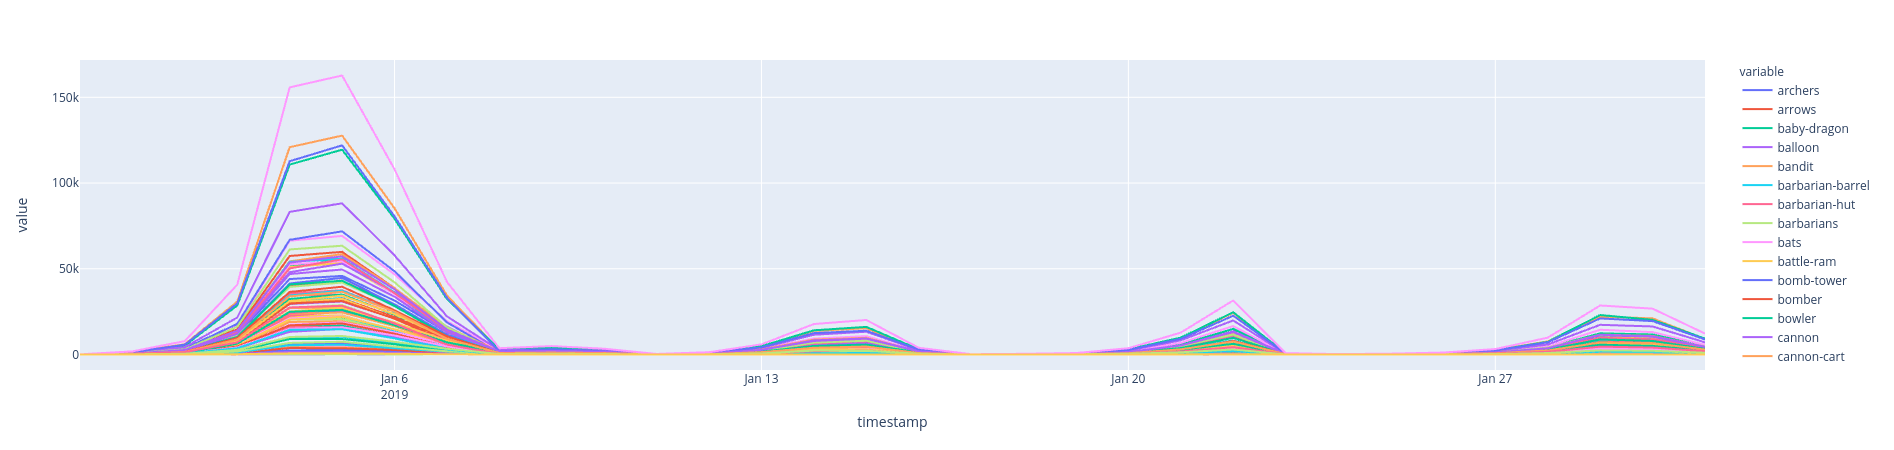 variable
archers
arrows
baby-dragon
balloon
bandit
barbarian-barrel
barbarian-hut
barbarians
bats
battle-ram
bomb-tower
bomber
bowler
cannon
cannon-cart
150k
100k
50k
0
value
Jan 6
2019
Jan 13
Jan 20
Jan 27
timestamp